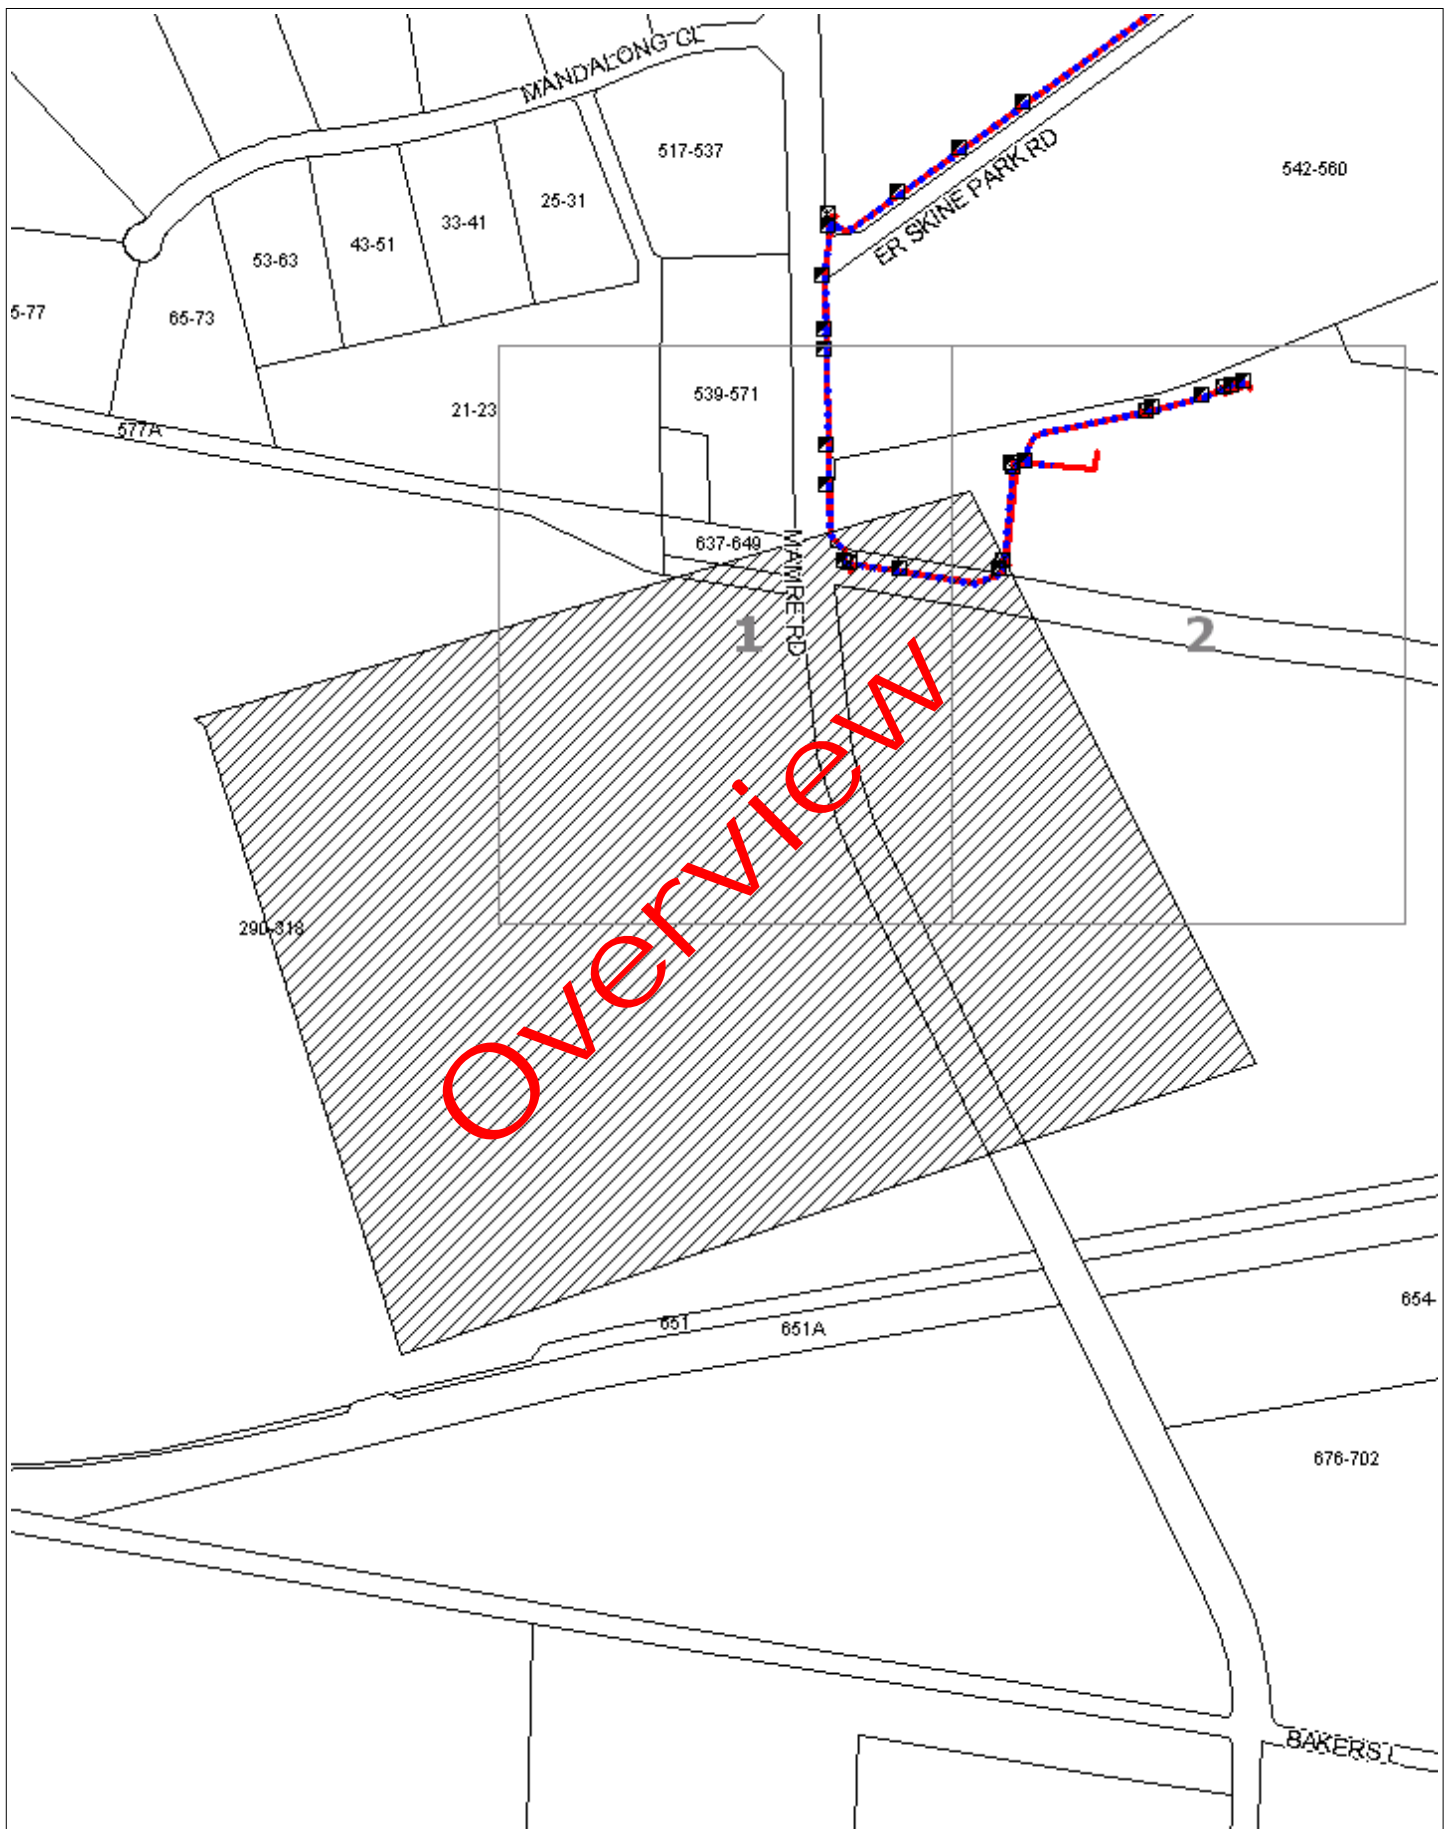 MANDALONG CL
517-537
542-560
ER SKINE PARK RD
25-31
33-41
43-51
53-63
5-77
65-73
539-571
21-23
577A
637-649
MAMRE RD
1
2
Overview
290-318
651
651A
654-
676-702
BAKERS L